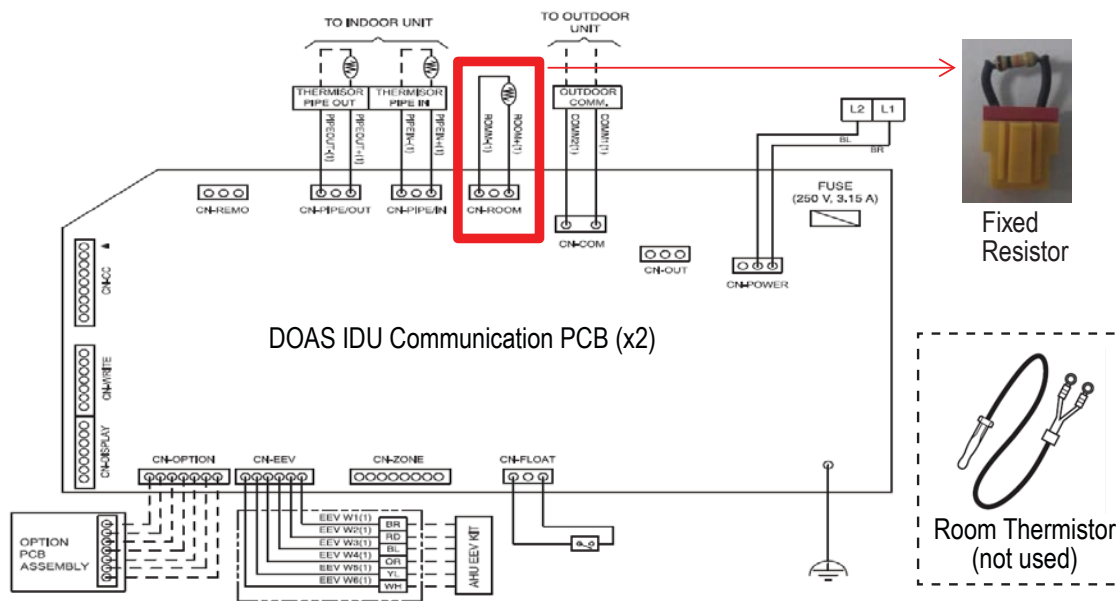 TO INDOOR UNIT
TO OUTDOOR
UNIT
THERMISOR
PIPE OUT
THERMISOR
PIPE IN
OUTDOOR
COMM.
L2
L1
PIPEOUT-(1)
PIPEOUT+(1)
PIPEIN-(1)
PIPEIN+(1)
ROMM-(1)
ROOM+(1)
COMM2(1)
COMM1(1)
BL
BR
CN-REMO
CN-PIPE/OUT
CN-PIPE/IN
CN-ROOM
CN-COM
CN-OUT
CN-POWER
FUSE
(250 V, 3.15 A)
Fixed
Resistor
CN-CC
CN-WRITE
CN-DISPLAY
DOAS IDU Communication PCB (x2)
CN-OPTION
CN-EEV
CN-ZONE
CN-FLOAT
OPTION
PCB
ASSEMBLY
EEV W1(1)
EEV W2(1)
EEV W3(1)
EEV W4(1)
EEV W5(1)
EEV W6(1)
BR
RD
BL
OR
YL
WH
AHU EEV KIT
Room Thermistor
(not used)